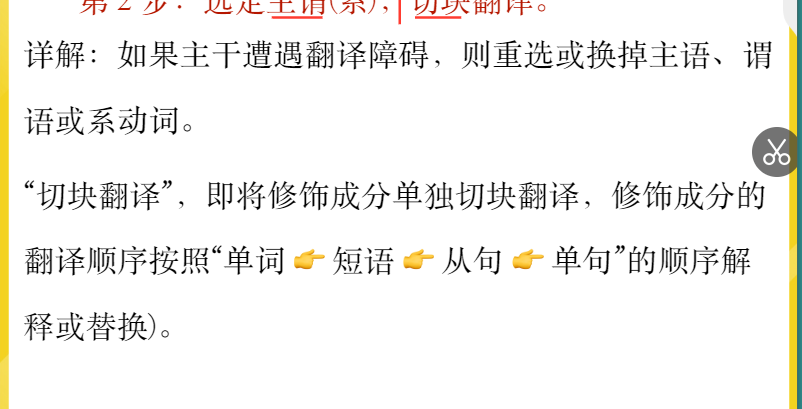 第 2 步：选定主谓(系)，切块翻译。
详解：如果主干遭遇翻译障碍，则重选或换掉主语、谓
语或系动词。
“切块翻译”，即将修饰成分单独切块翻译，修饰成分的
翻译顺序按照“单词 👉 短语 👉 从句 👉 单句”的顺序解
释或替换)。